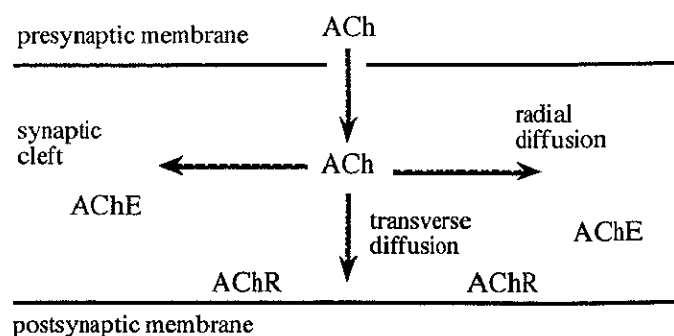 ACh
presynaptic membrane
synaptic
cleft
radial
diffusion
ACh
AChE
transverse
diffusion
AChE
AChR
AChR
postsynaptic membrane